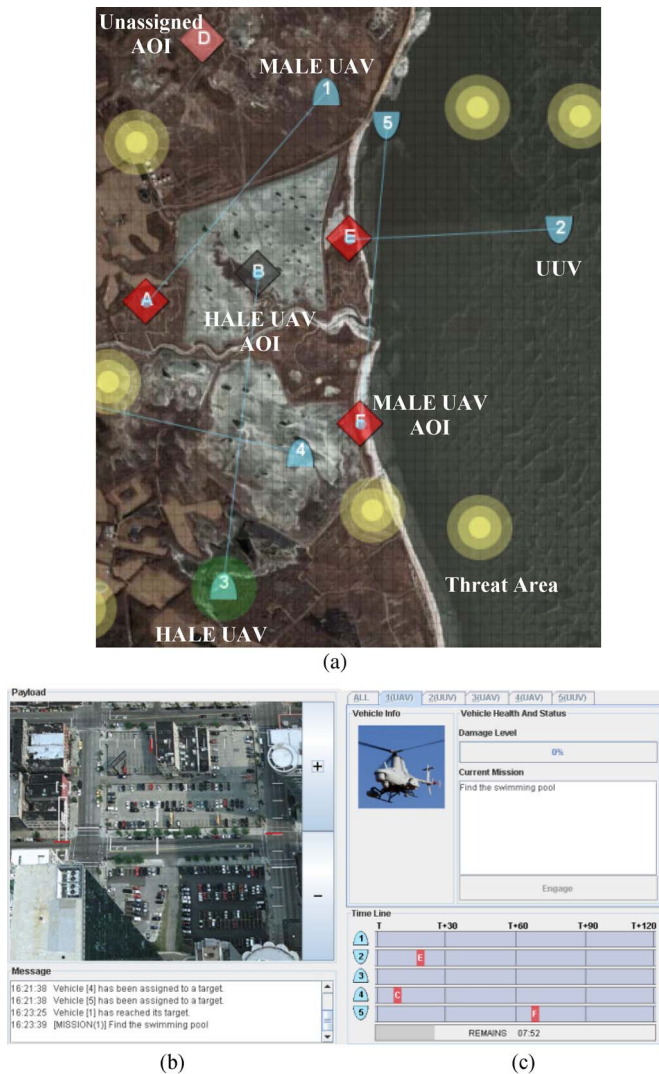 Unassigned
AOI
D
MALE UAV
1
5
E
2
UUV
B
A
HALE UAV
AOI
MALE UAV
AOI
F
4
3
Threat Area
HALE UAV
(a)
Payload
+
−
Message
16:21:38 Vehicle [4] has been assigned to a target.
16:21:38 Vehicle [5] has been assigned to a target.
16:23:25 Vehicle [1] has reached its target.
16:23:39 [MISSION(1)] Find the swimming pool
(b)
ALL 1(UAV) 2(UUV) 3(UAV) 4(UAV) 5(UUV)
Vehicle Info
Vehicle Health And Status
Damage Level
0%
Current Mission
Find the swimming pool
Engage
Time Line
T T+30 T+60 T+90 T+120
1
2 E
3
4 C
5 F
REMAINS 07:52
(c)